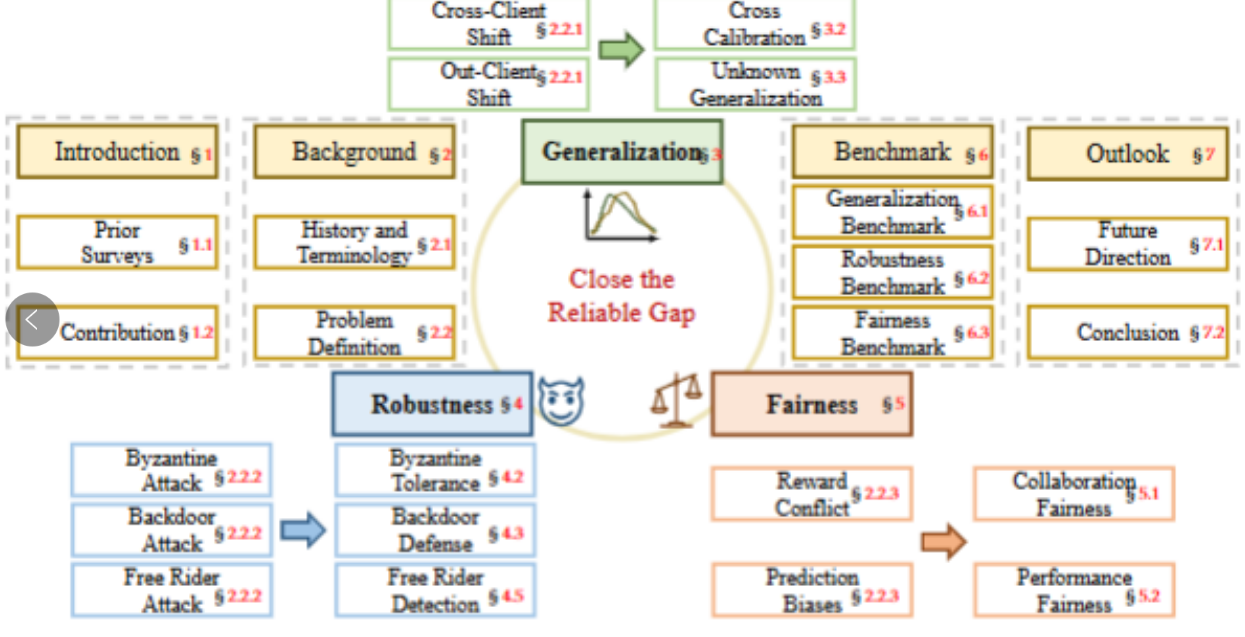 Cross-Client
Shift § 2.2.1
Cross
Calibration § 3.2
Out-Client § 2.2.1
Shift
Unknown § 3.3
Generalization
Introduction § 1
Prior
Surveys § 1.1
Contribution § 1.2
Background § 2
History and
Terminology § 2.1
Problem
Definition § 2.2
Generalization § 3
Close the
Reliable Gap
Benchmark § 6
Generalization
Benchmark § 6.1
Robustness
Benchmark § 6.2
Fairness
Benchmark § 6.3
Outlook § 7
Future
Direction § 7.1
Conclusion § 7.2
Robustness § 4
Byzantine
Attack § 2.2.2
Backdoor
Attack § 2.2.2
Free Rider
Attack § 2.2.2
Byzantine
Tolerance § 4.2
Backdoor
Defense § 4.3
Free Rider
Detection § 4.5
Fairness § 5
Reward
Conflict § 2.2.3
Prediction
Biases § 2.2.3
Collaboration
Fairness § 5.1
Performance
Fairness § 5.2